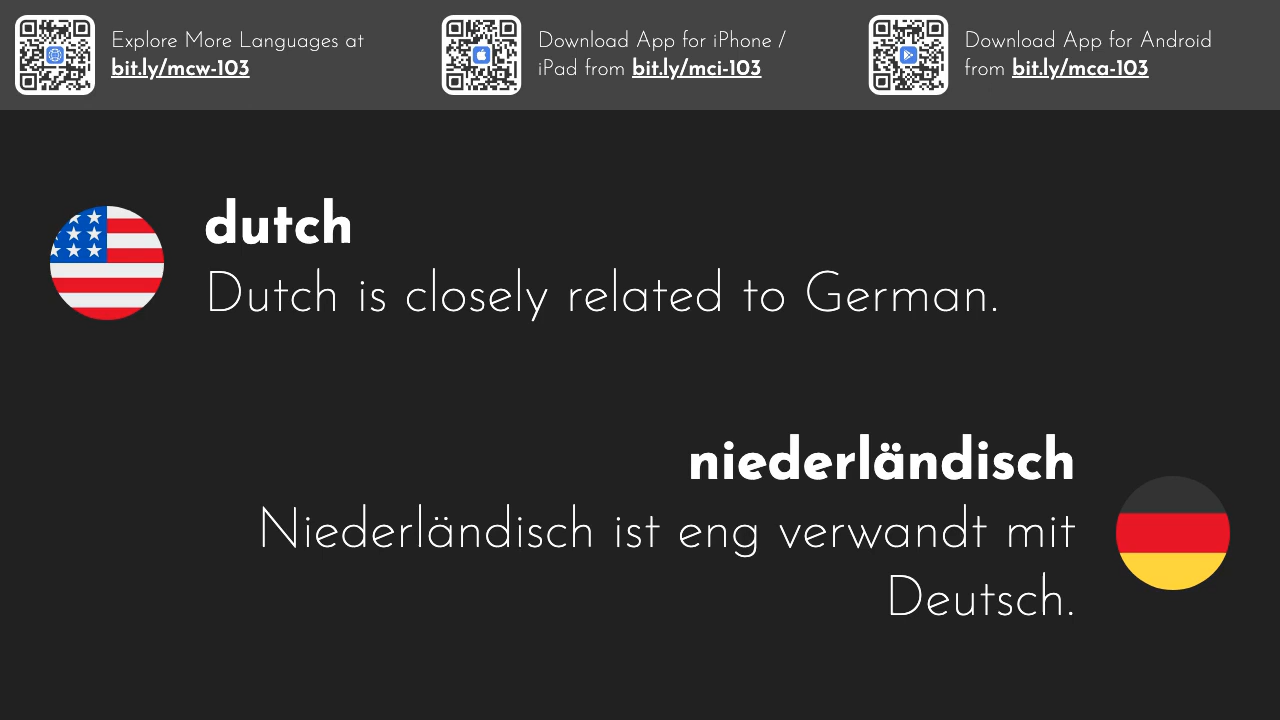 Explore More Languages at
bit.ly/mcw-103
Download App for iPhone /
iPad from bit.ly/mci-103
Download App for Android
from bit.ly/mca-103
dutch
Dutch is closely related to German.
niederländisch
Niederländisch ist eng verwandt mit
Deutsch.